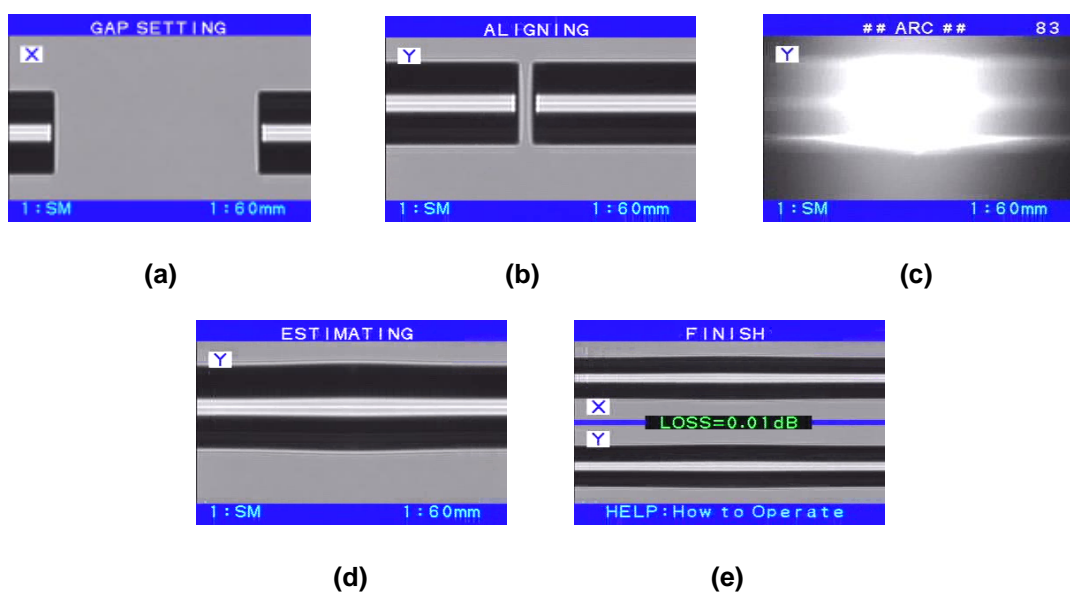 GAP SETTING
X
1:SM 1:60mm
(a)
ALIGNING
Y
1:SM 1:60mm
(b)
## ARC ## 83
Y
1:SM 1:60mm
(c)
ESTIMATING
Y
1:SM 1:60mm
(d)
FINISH
X
LOSS=0.01dB
Y
HELP:How to Operate
(e)